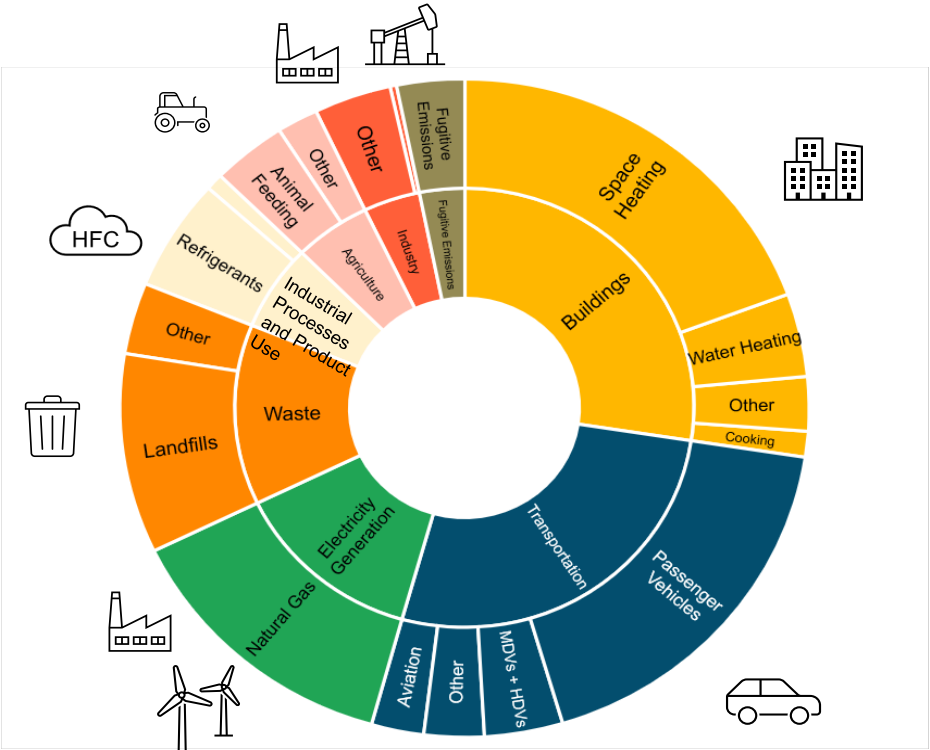 Fugitive
Emissions
Space
Heating
Other
Other
Animal
Feeding
Fugitive Emissions
Industry
Agriculture
HFC
Refrigerants
Industrial
Processes
and Product
Use
Buildings
Water Heating
Other
Cooking
Other
Waste
Landfills
Electricity
Generation
Transportation
Passenger
Vehicles
Natural Gas
Aviation
Other
MDVs + HDVs